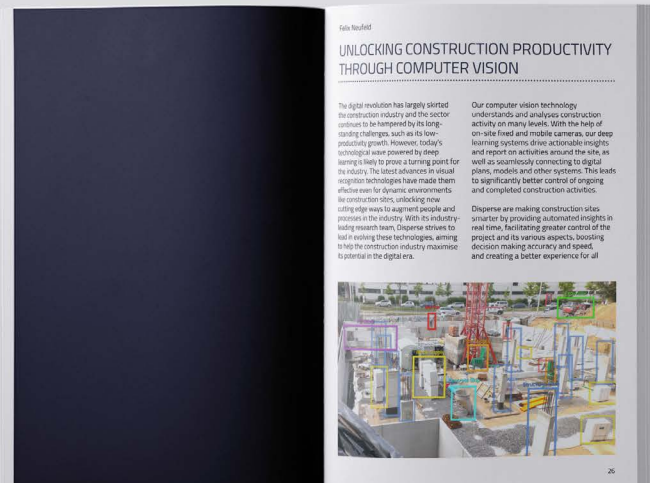 Felix Neufeld
UNLOCKING CONSTRUCTION PRODUCTIVITY
THROUGH COMPUTER VISION
The digital revolution has largely skirted
the construction industry and the sector
continues to be hampered by its long-
standing challenges, such as its low-
productivity growth. However, today's
technological wave powered by deep
learning is likely to prove a turning point for
the industry. The latest advances in visual
recognition technologies have made them
effective even for dynamic environments
like construction sites, unlocking new
cutting edge ways to augment people and
processes in the industry. With its industry-
leading research team, Disperse strives to
lead in evolving these technologies, aiming
to help the construction industry maximise
its potential in the digital era.
Our computer vision technology
understands and analyses construction
activity on many levels. With the help of
on-site fixed and mobile cameras, our deep
learning systems drive actionable insights
and report on activities around the site, as
well as seamlessly connecting to digital
plans, models and other systems. This leads
to significantly better control of ongoing
and completed construction activities.
Disperse are making construction sites
smarter by providing automated insights in
real time, facilitating greater control of the
project and its various aspects, boosting
decision making accuracy and speed,
and creating a better experience for all
26